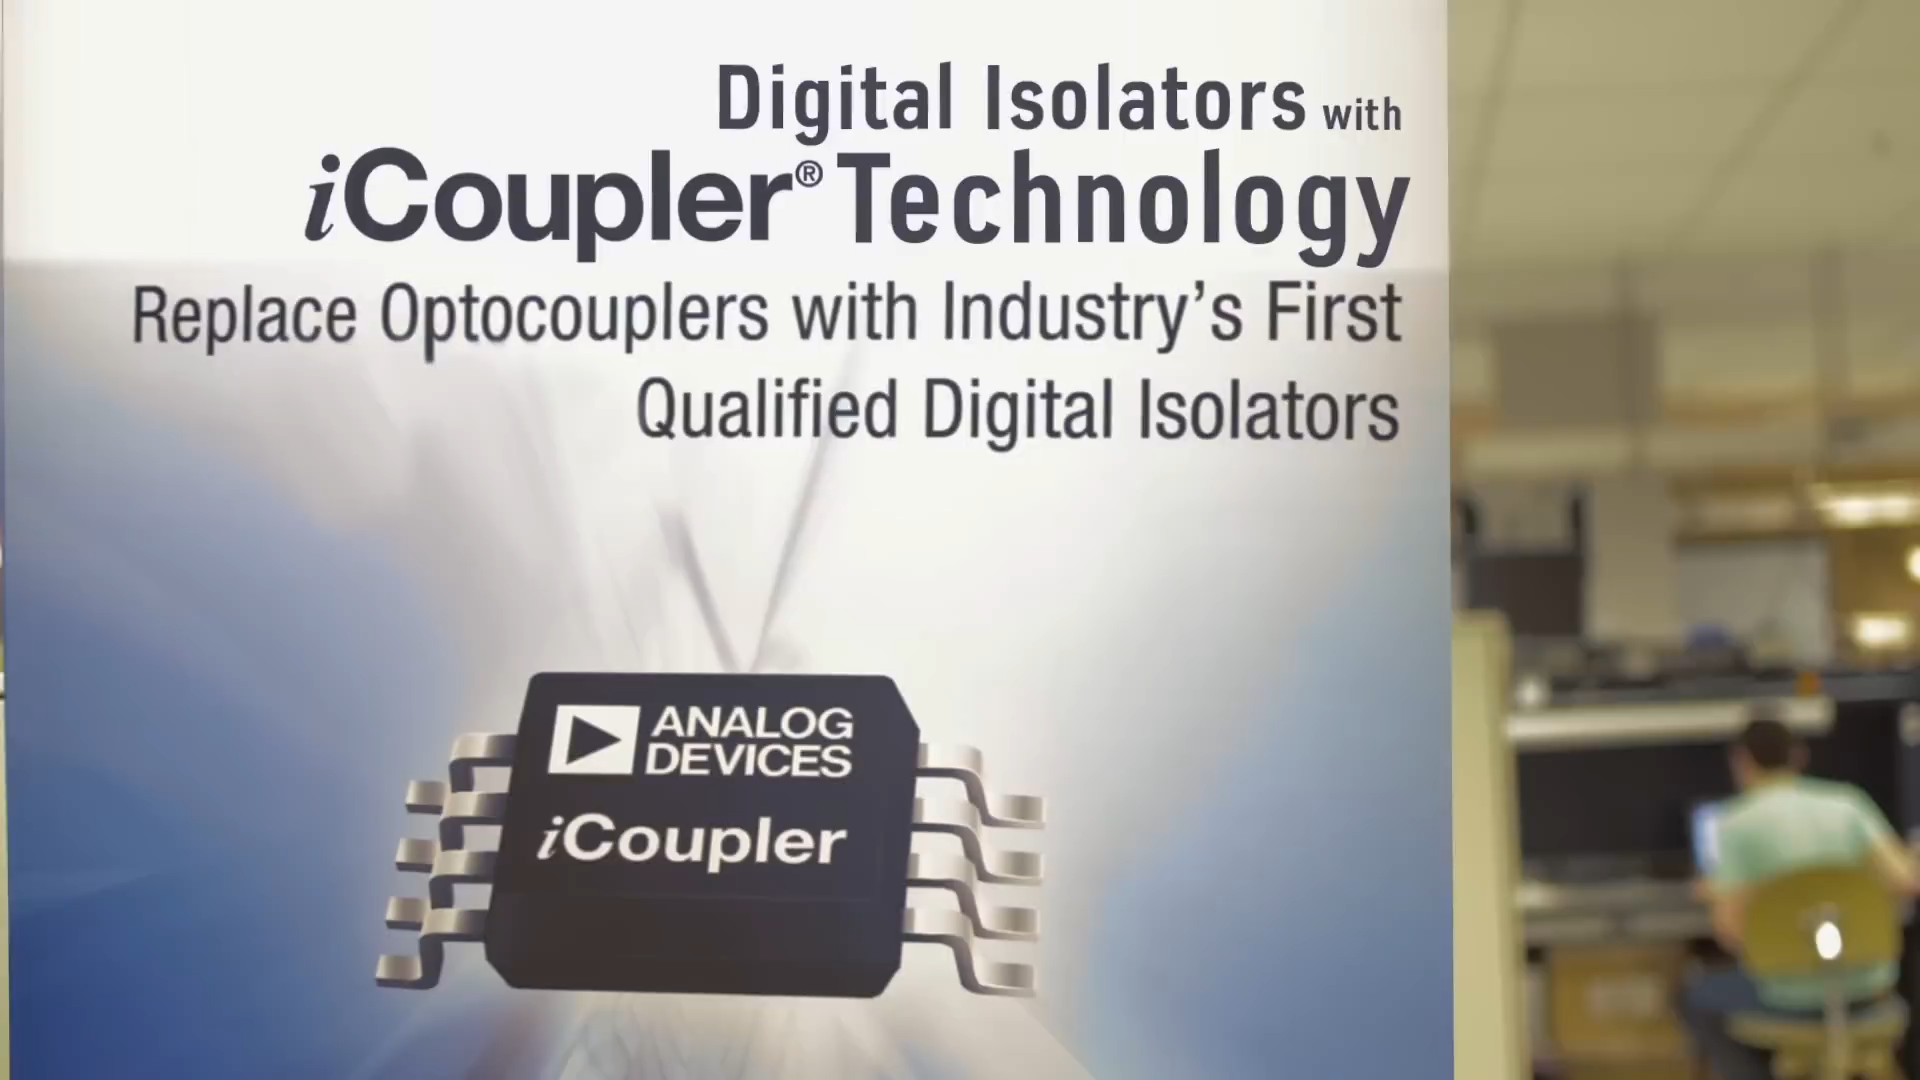 Digital Isolators with
iCoupler® Technology
Replace Optocouplers with Industry's First
Qualified Digital Isolators
ANALOG
DEVICES
iCoupler